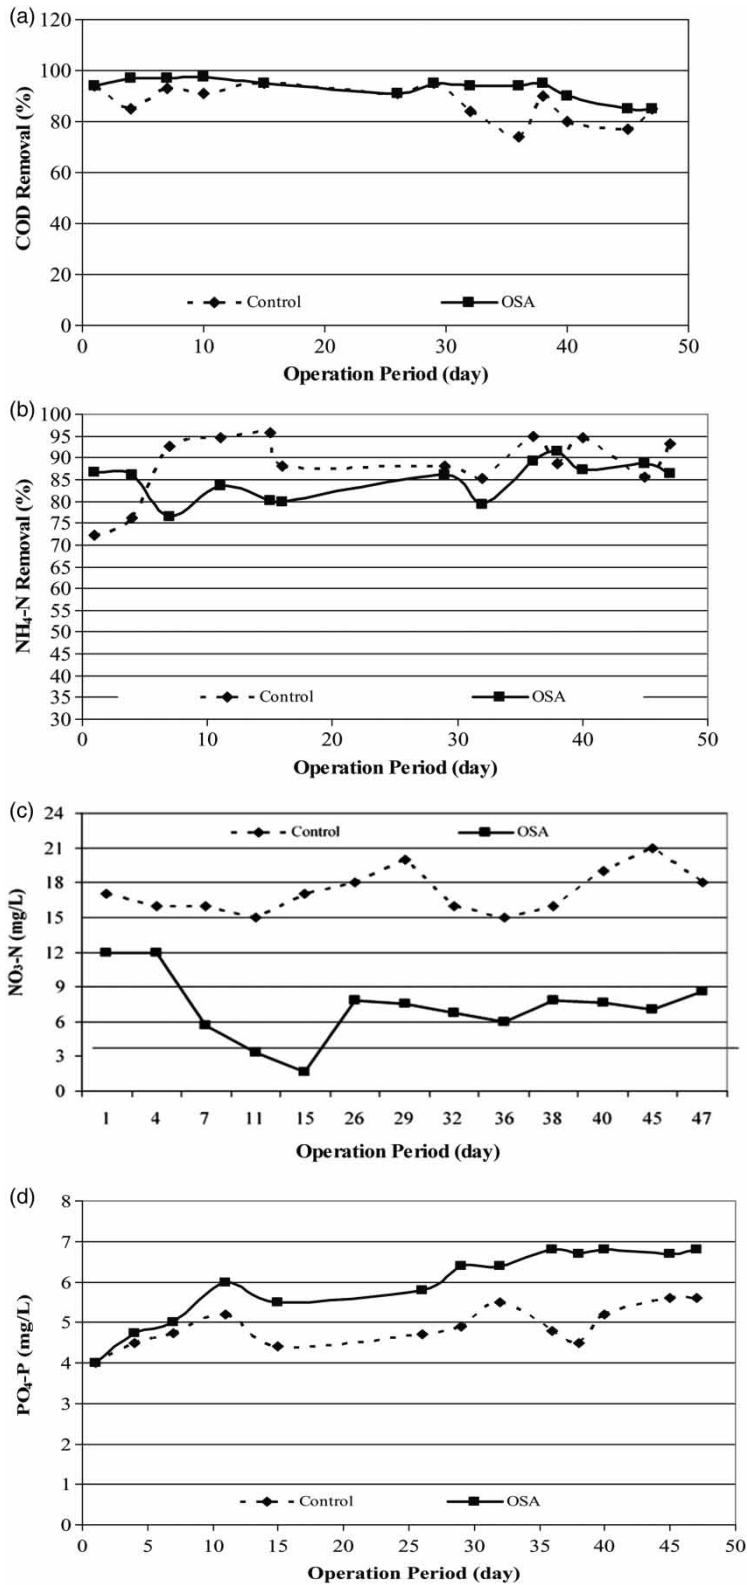 (a)
120
100
80
60
40
20
0
COD Removal (%)
Control OSA
0 10 20 30 40 50
Operation Period (day)
(b)
100
95
90
85
80
75
70
65
60
55
50
45
40
35
30
NH₄-N Removal (%)
Control OSA
0 10 20 30 40 50
Operation Period (day)
(c)
24
21
18
15
12
9
6
3
0
NO₃-N (mg/L)
Control OSA
1 4 7 11 15 26 29 32 36 38 40 45 47
Operation Period (day)
(d)
8
7
6
5
4
3
2
1
0
PO₄-P (mg/L)
Control OSA
0 5 10 15 20 25 30 35 40 45 50
Operation Period (day)